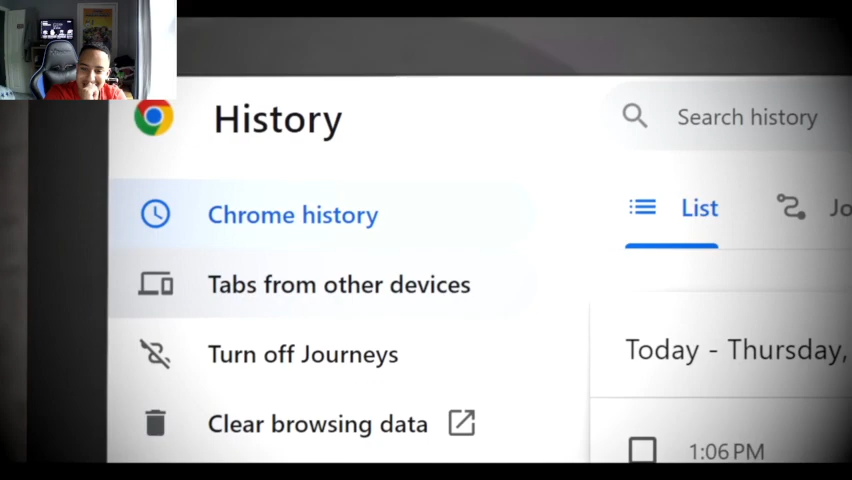 History
Search history
Chrome history
List
Jo
Tabs from other devices
Turn off Journeys
Today - Thursday,
Clear browsing data
1:06 PM